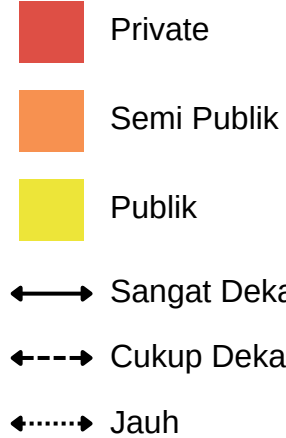 Private
Semi Publik
Publik
Sangat Deka
Cukup Deka
Jauh